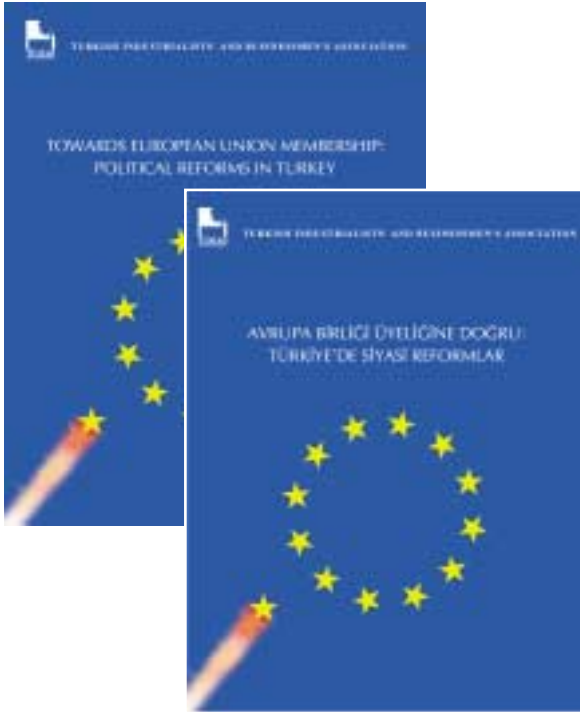 TURKISH INDUSTRIALISTS' AND BUSINESSMEN'S ASSOCIATION
TOWARDS EUROPEAN UNION MEMBERSHIP:
POLITICAL REFORMS IN TURKEY
TURKISH INDUSTRIALISTS' AND BUSINESSMEN'S ASSOCIATION
AVRUPA BİRLİĞİ ÜYELİĞİNE DOĞRU:
TÜRKİYE'DE SİYASİ REFORMLAR